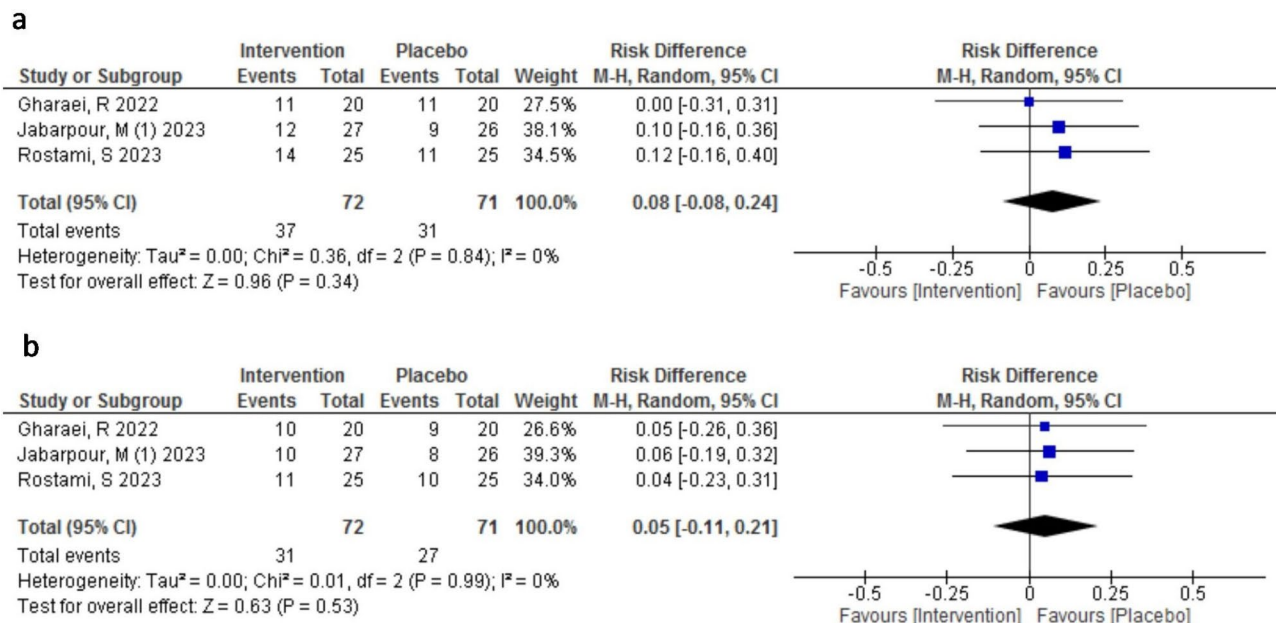 a
Intervention Placebo Risk Difference Risk Difference
Study or Subgroup Events Total Events Total Weight M-H, Random, 95% CI M-H, Random, 95% CI
Gharaei, R 2022 11 20 11 20 27.5% 0.00 [-0.31, 0.31]
Jabarpour, M (1) 2023 12 27 9 26 38.1% 0.10 [-0.16, 0.36]
Rostami, S 2023 14 25 11 25 34.5% 0.12 [-0.16, 0.40]
Total (95% CI) 72 71 100.0% 0.08 [-0.08, 0.24]
Total events 37 31
Heterogeneity: Tau² = 0.00; Chi² = 0.36, df = 2 (P = 0.84); I² = 0%
Test for overall effect: Z = 0.96 (P = 0.34)
-0.5 -0.25 0 0.25 0.5
Favours [Intervention] Favours [Placebo]
b
Intervention Placebo Risk Difference Risk Difference
Study or Subgroup Events Total Events Total Weight M-H, Random, 95% CI M-H, Random, 95% CI
Gharaei, R 2022 10 20 9 20 26.6% 0.05 [-0.26, 0.36]
Jabarpour, M (1) 2023 10 27 8 26 39.3% 0.06 [-0.19, 0.32]
Rostami, S 2023 11 25 10 25 34.0% 0.04 [-0.23, 0.31]
Total (95% CI) 72 71 100.0% 0.05 [-0.11, 0.21]
Total events 31 27
Heterogeneity: Tau² = 0.00; Chi² = 0.01, df = 2 (P = 0.99); I² = 0%
Test for overall effect: Z = 0.63 (P = 0.53)
-0.5 -0.25 0 0.25 0.5
Favours [Intervention] Favours [Placebo]